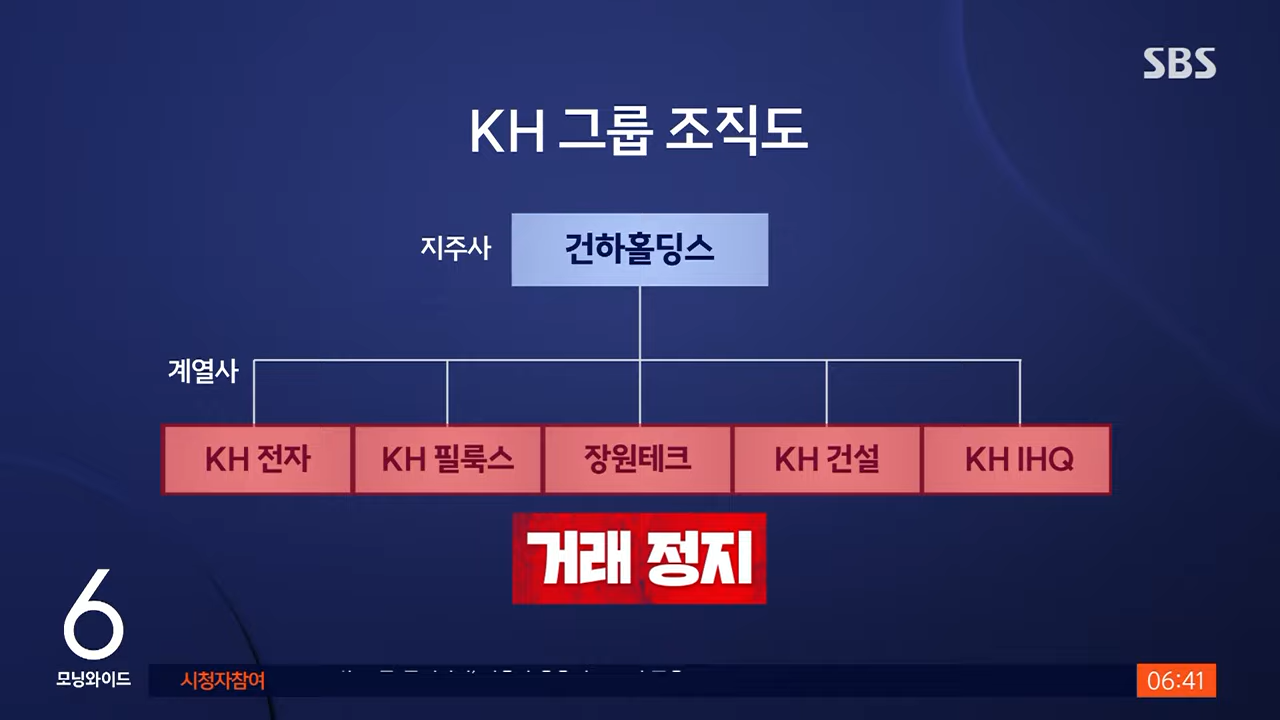 SBS
KH 그룹 조직도
지주사
건하홀딩스
계열사
KH 전자
KH 필룩스
장원테크
KH 건설
KH IHQ
거래 정지
6
모닝와이드
시청자참여
06:41